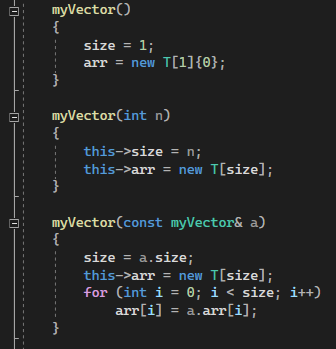 myVector()
{
    size = 1;
    arr = new T[1]{0};
}
myVector(int n)
{
    this->size = n;
    this->arr = new T[size];
}
myVector(const myVector& a)
{
    size = a.size;
    this->arr = new T[size];
    for (int i = 0; i < size; i++)
        arr[i] = a.arr[i];
}